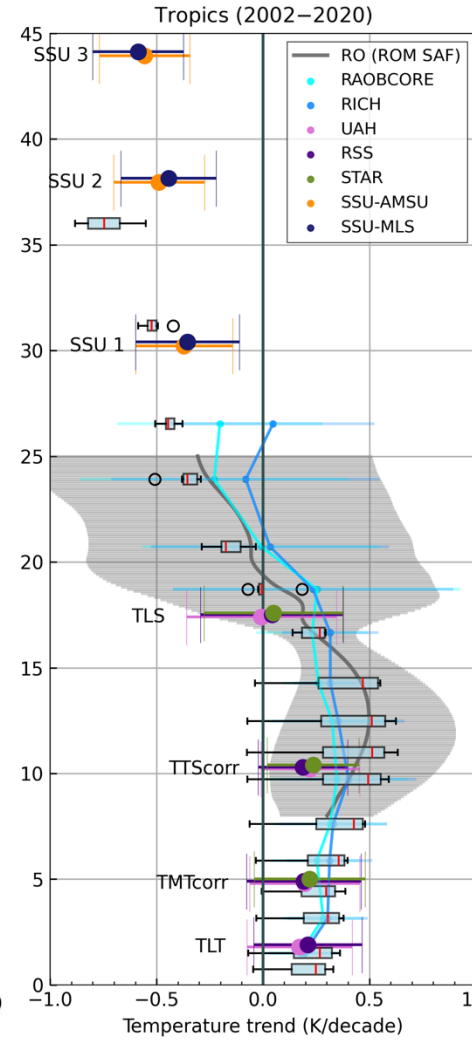 Tropics (2002−2020)
45
SSU 3
RO (ROM SAF)
RAOBCORE
RICH
UAH
RSS
STAR
SSU-AMSU
SSU-MLS
40
SSU 2
35
SSU 1
30
25
20
TLS
15
TTScorr
10
TMTcorr
5
TLT
0
−1.0 −0.5 0.0 0.5 1
Temperature trend (K/decade)